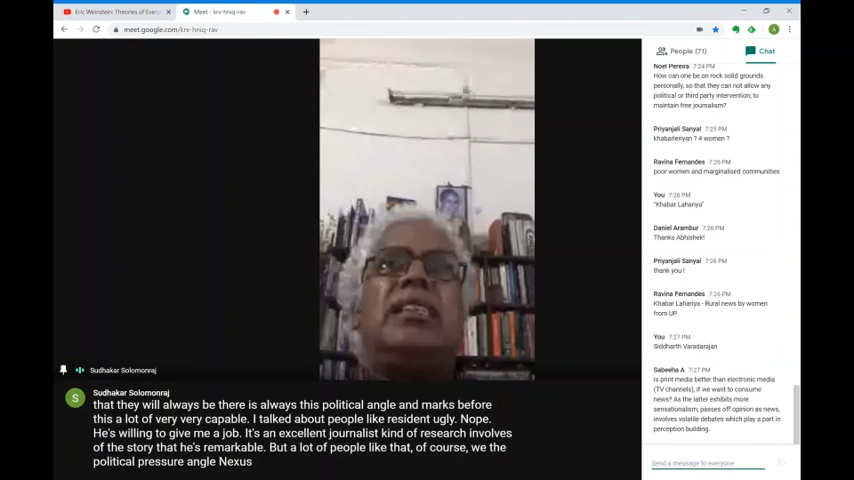 Eric Weinstein: Theories of Every
Meet - krx-hniq-rav
meet.google.com/krx-hniq-rav
A
People (71)
Chat
Noel Pereira 7:24 PM
How can one be on rock solid grounds
personally, so that they can not allow any
political or third party intervention, to
maintain free journalism?
Priyanjali Sanyal 7:25 PM
khabarleriyan ? 4 women ?
Ravina Fernandes 7:26 PM
poor women and marginalised communities
You 7:26 PM
"Khabar Lahariya"
Daniel Arambur 7:26 PM
Thanks Abhishek!
Priyanjali Sanyal 7:26 PM
thank you !
Ravina Fernandes 7:26 PM
Khabar Lahariya - Rural news by women
from UP
You 7:27 PM
Siddharth Varadarajan
Sabeeha A 7:27 PM
Is print media better than electronic media
(TV channels), if we want to consume
news? As the latter exhibits more
sensationalism, passes off opinion as news,
involves volatile debates which play a part in
perception building.
Send a message to everyone
Sudhakar Solomonraj
S
Sudhakar Solomonraj
that they will always be there is always this political angle and marks before
this a lot of very very capable. I talked about people like resident ugly. Nope.
He's willing to give me a job. It's an excellent journalist kind of research involves
of the story that he's remarkable. But a lot of people like that, of course, we the
political pressure angle Nexus